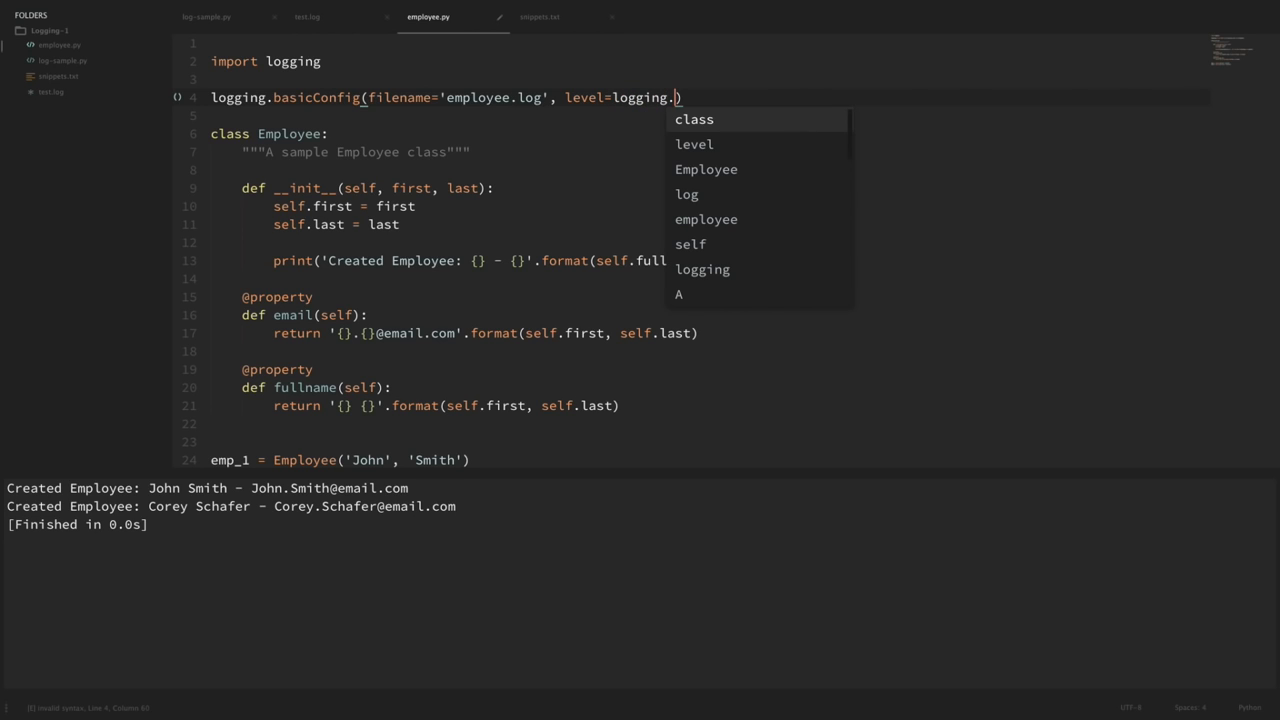 FOLDERS
Logging-1
employee.py
log-sample.py
snippets.txt
test.log
log-sample.py
test.log
employee.py
snippets.txt
1
2 import logging
3
4 logging.basicConfig(filename='employee.log', level=logging.)
5
6 class Employee:
7 """A sample Employee class"""
8
9 def __init__(self, first, last):
10 self.first = first
11 self.last = last
12
13 print('Created Employee: {} - {}'.format(self.full
14
15 @property
16 def email(self):
17 return '{}.{}@email.com'.format(self.first, self.last)
18
19 @property
20 def fullname(self):
21 return '{} {}'.format(self.first, self.last)
22
23
24 emp_1 = Employee('John', 'Smith')
class
level
Employee
log
employee
self
logging
A
Created Employee: John Smith - John.Smith@email.com
Created Employee: Corey Schafer - Corey.Schafer@email.com
[Finished in 0.0s]
[E] invalid syntax, Line 4, Column 60
UTF-8
Spaces: 4
Python